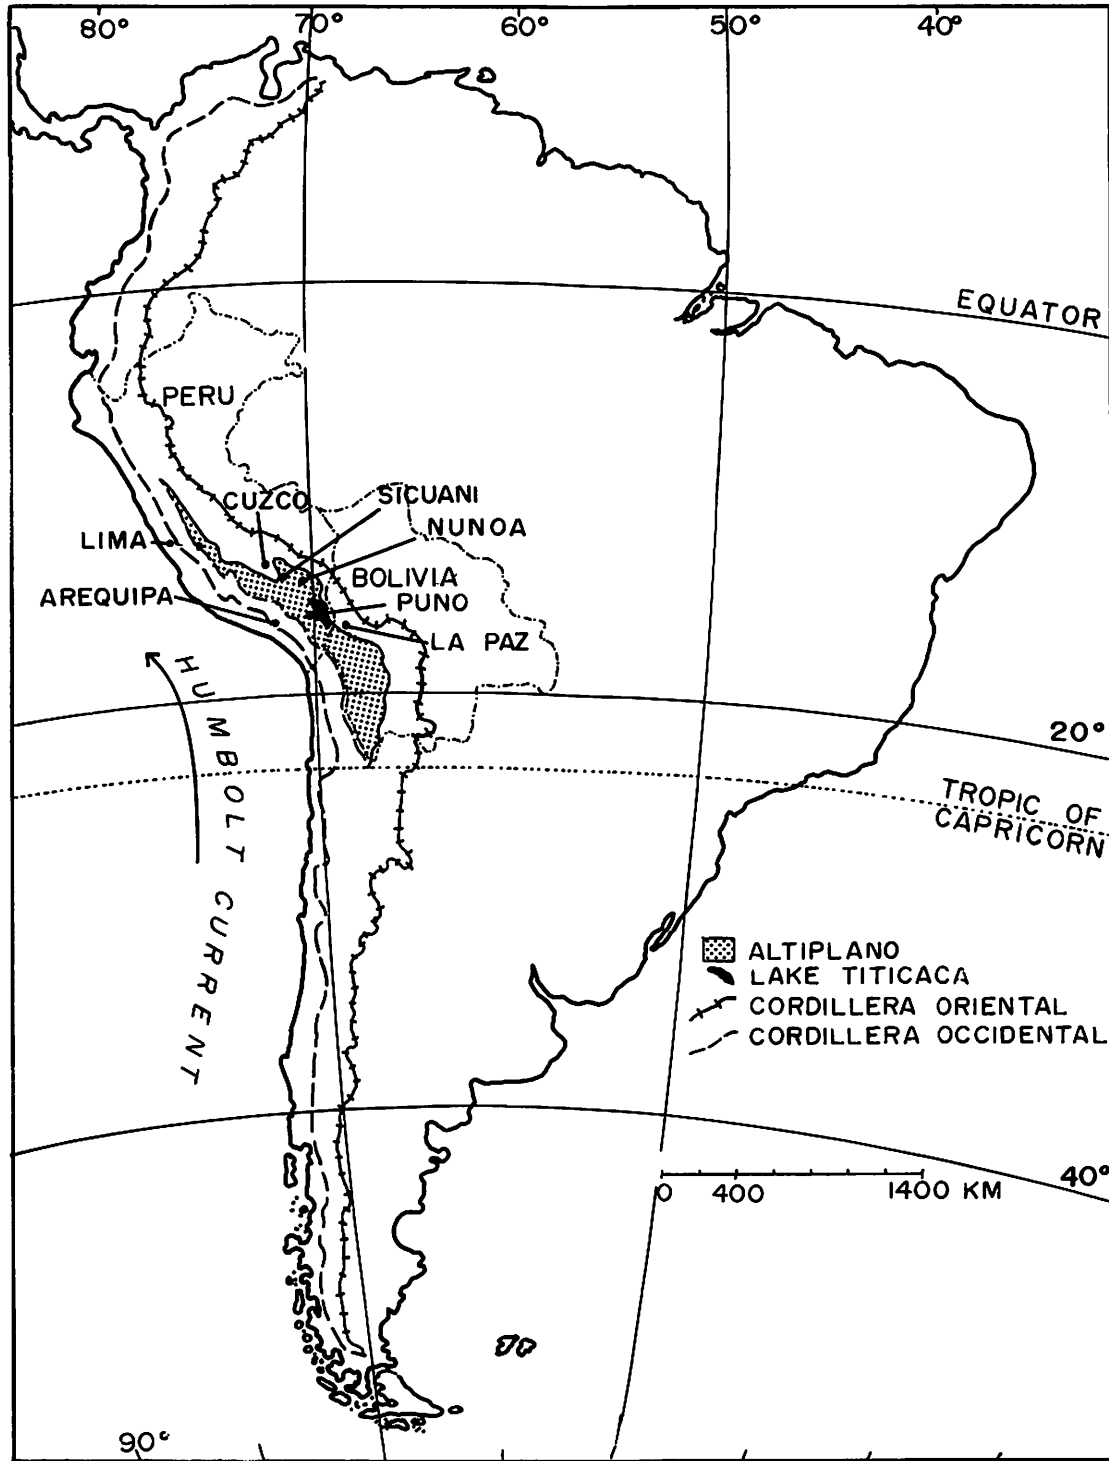 80° 70° 60° 50° 40°
EQUATOR
PERU
CUZCO SICUANI
NUNOA
LIMA
BOLIVIA
AREQUIPA PUNO
LA PAZ
HUMBOLT CURRENT
20°
TROPIC OF
CAPRICORN
ALTIPLANO
LAKE TITICACA
CORDILLERA ORIENTAL
CORDILLERA OCCIDENTAL
40°
0 400 1400 KM
90°